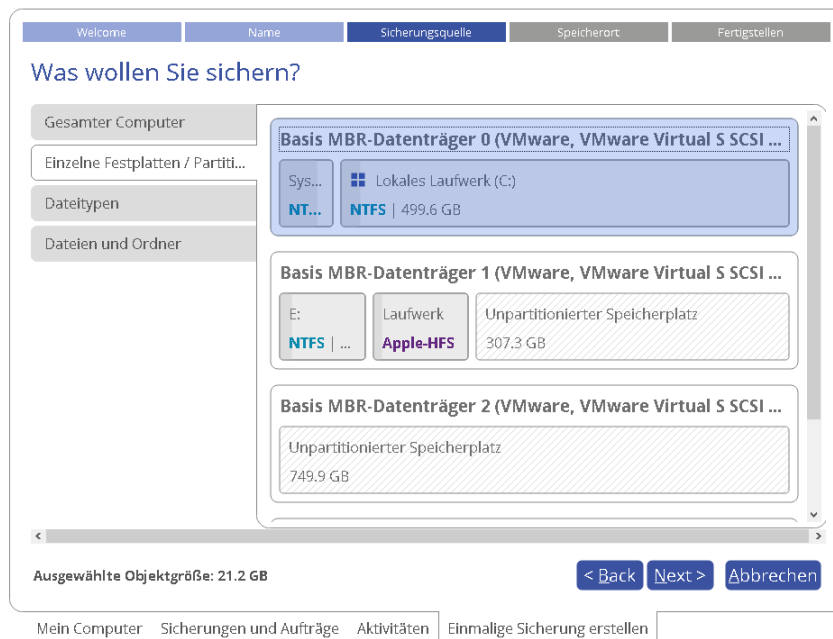 Welcome
Name
Sicherungsquelle
Speicherort
Fertigstellen
Was wollen Sie sichern?
Gesamter Computer
Einzelne Festplatten / Partiti...
Dateitypen
Dateien und Ordner
Basis MBR-Datenträger 0 (VMware, VMware Virtual S SCSI ...
Sys...
NT...
Lokales Laufwerk (C:)
NTFS | 499.6 GB
Basis MBR-Datenträger 1 (VMware, VMware Virtual S SCSI ...
E:
NTFS | ...
Laufwerk
Apple-HFS
Unpartitionierter Speicherplatz
307.3 GB
Basis MBR-Datenträger 2 (VMware, VMware Virtual S SCSI ...
Unpartitionierter Speicherplatz
749.9 GB
Ausgewählte Objektgröße: 21.2 GB
< Back
Next >
Abbrechen
Mein Computer
Sicherungen und Aufträge
Aktivitäten
Einmalige Sicherung erstellen